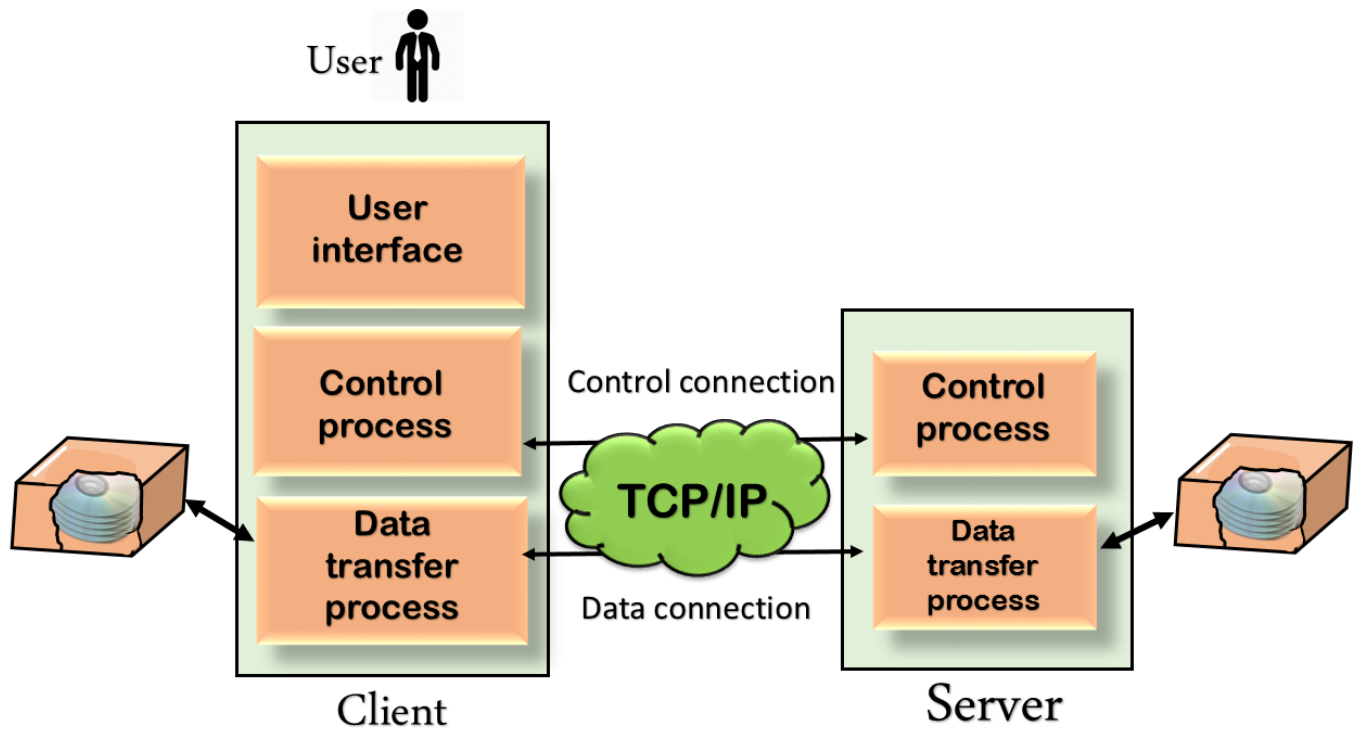 User
User
interface
Control
process
Data
transfer
process
Client
Control connection
TCP/IP
Data connection
Control
process
Data
transfer
process
Server